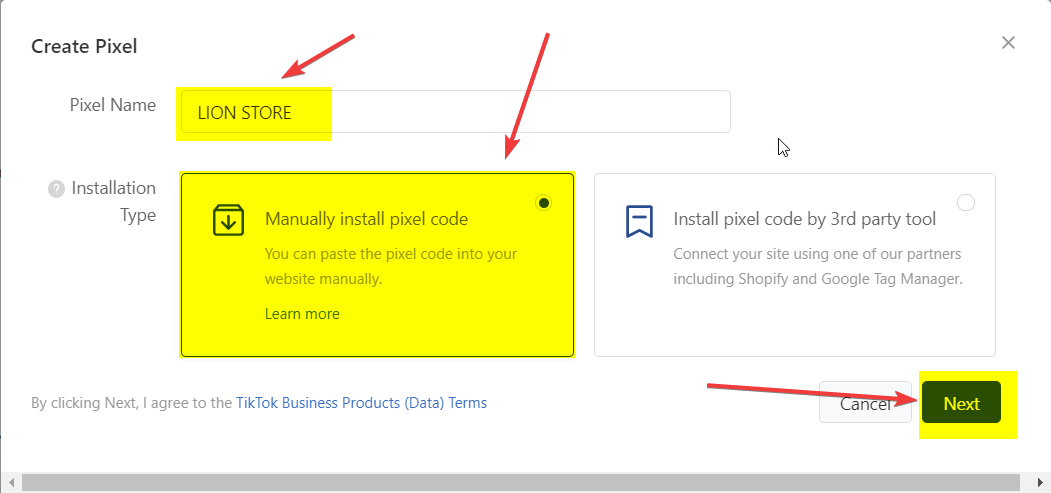 Create Pixel
Pixel Name
LION STORE
? Installation
Type
Manually install pixel code
You can paste the pixel code into your
website manually.
Learn more
Install pixel code by 3rd party tool
Connect your site using one of our partners
including Shopify and Google Tag Manager.
By clicking Next, I agree to the TikTok Business Products (Data) Terms
Cancel
Next